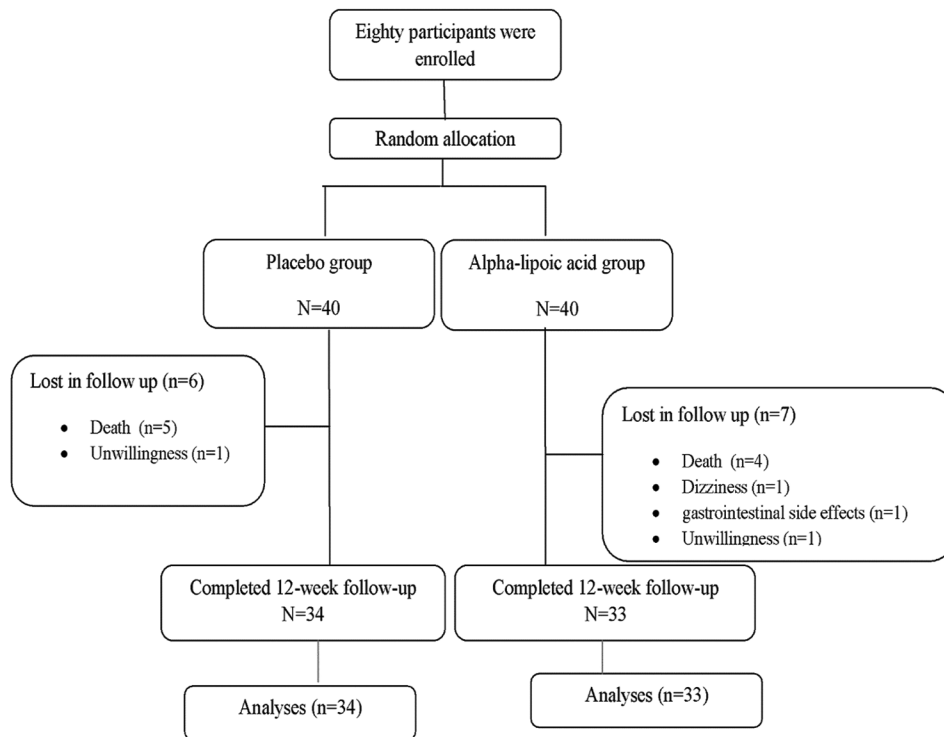 Eighty participants were
enrolled
Random allocation
Placebo group
N=40
Alpha-lipoic acid group
N=40
Lost in follow up (n=6)
• Death (n=5)
• Unwillingness (n=1)
Lost in follow up (n=7)
• Death (n=4)
• Dizziness (n=1)
• gastrointestinal side effects (n=1)
• Unwillingness (n=1)
Completed 12-week follow-up
N=34
Completed 12-week follow-up
N=33
Analyses (n=34)
Analyses (n=33)